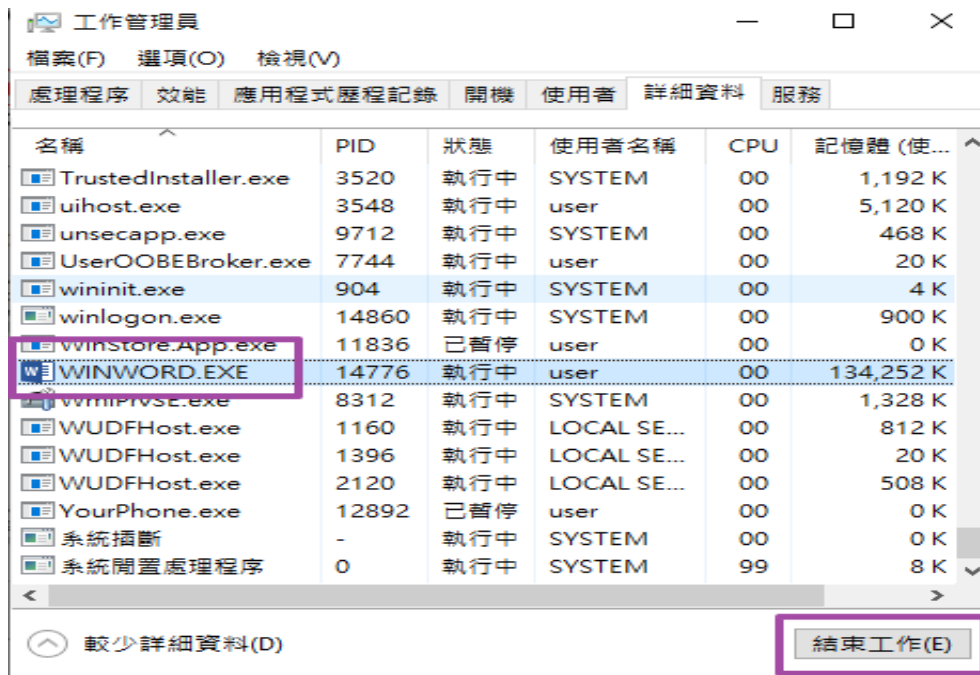 工作管理員
檔案(F) 選項(O) 檢視(V)
處理程序 效能 應用程式歷程記錄 開機 使用者 詳細資料 服務
名稱 PID 狀態 使用者名稱 CPU 記憶體 (使...
TrustedInstaller.exe 3520 執行中 SYSTEM 00 1,192 K
uihost.exe 3548 執行中 user 00 5,120 K
unsecapp.exe 9712 執行中 SYSTEM 00 468 K
UserOOBEBroker.exe 7744 執行中 user 00 20 K
wininit.exe 904 執行中 SYSTEM 00 4 K
winlogon.exe 14860 執行中 SYSTEM 00 900 K
WinStore.App.exe 11836 已暫停 user 00 0 K
WINWORD.EXE 14776 執行中 user 00 134,252 K
WmiPrvSE.exe 8312 執行中 SYSTEM 00 1,328 K
WUDFHost.exe 1160 執行中 LOCAL SE... 00 812 K
WUDFHost.exe 1396 執行中 LOCAL SE... 00 20 K
WUDFHost.exe 2120 執行中 LOCAL SE... 00 508 K
YourPhone.exe 12892 已暫停 user 00 0 K
系統插斷 - 執行中 SYSTEM 00 0 K
系統閒置處理程序 0 執行中 SYSTEM 99 8 K
較少詳細資料(D) 結束工作(E)